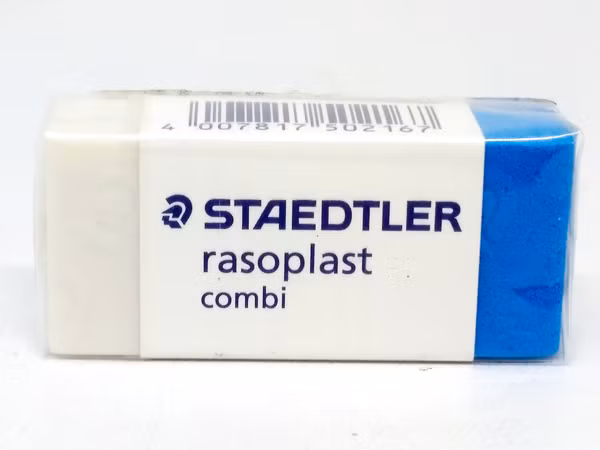 4 007817 502167
STAEDTLER
rasoplast
combi